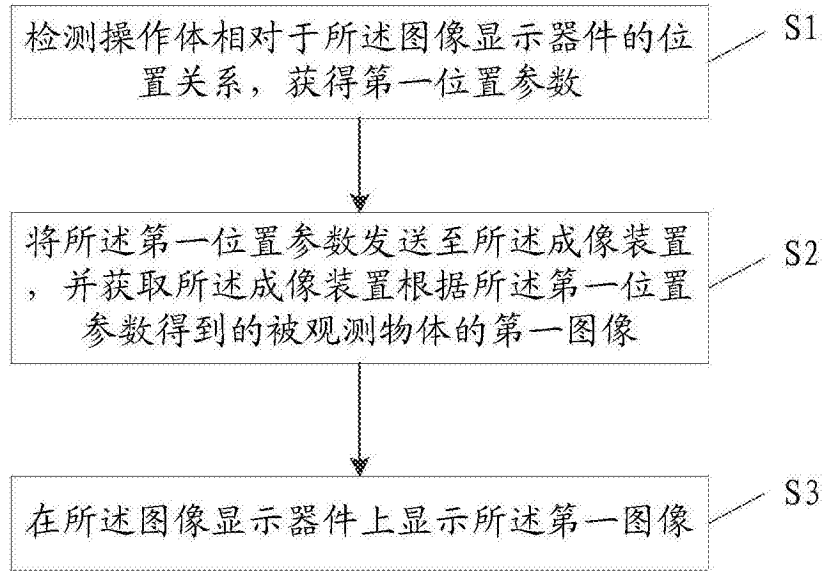 检测操作体相对于所述图像显示器件的位
置关系，获得第一位置参数
S1
将所述第一位置参数发送至所述成像装置
，并获取所述成像装置根据所述第一位置
参数得到的被观测物体的第一图像
S2
在所述图像显示器件上显示所述第一图像
S3